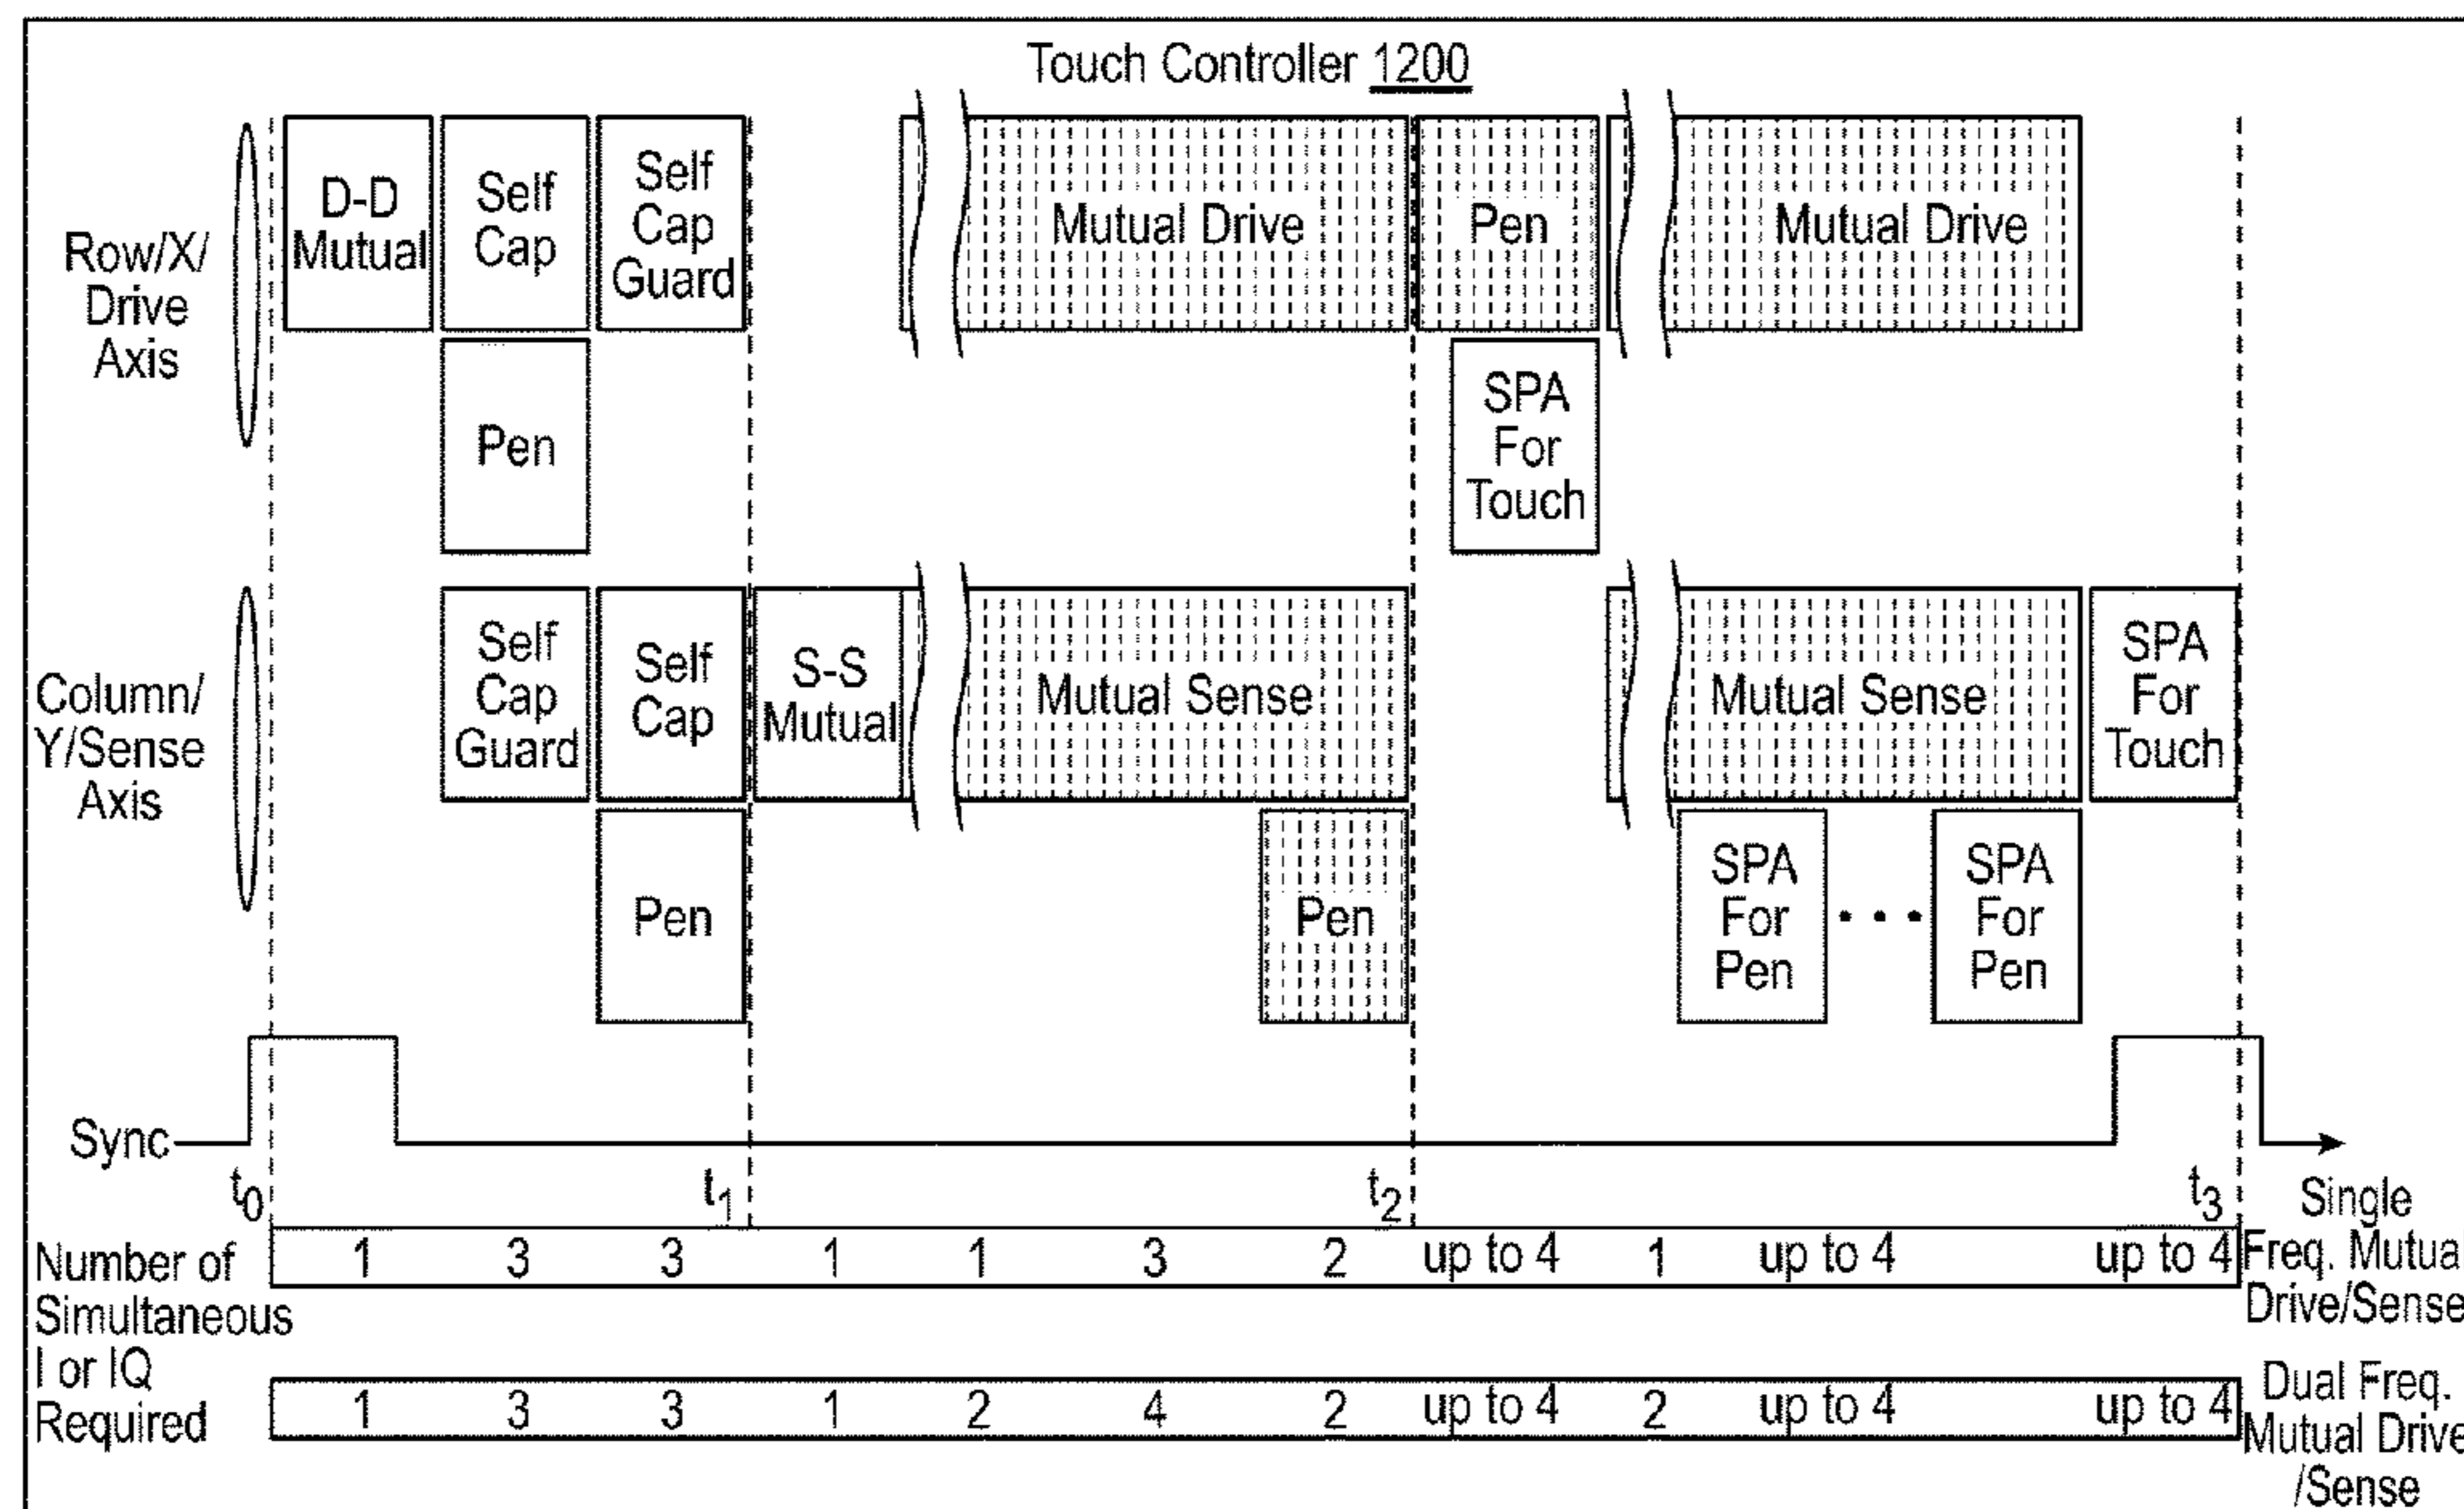 Touch Controller 1200
Row/X/
Drive
Axis
D-D
Mutual
Self
Cap
Self
Cap
Guard
Mutual Drive
Pen
Mutual Drive
Pen
SPA
For
Touch
Column/
Y/Sense
Axis
Self
Cap
Guard
Self
Cap
S-S
Mutual
Mutual Sense
Mutual Sense
SPA
For
Touch
Pen
Pen
SPA
For
Pen
• • •
SPA
For
Pen
Sync
t0
t1
t2
t3
Number of
Simultaneous
I or IQ
Required
1 3 3 1 1 3 2 up to 4 1 up to 4 up to 4
Single
Freq. Mutual
Drive/Sense
1 3 3 1 2 4 2 up to 4 2 up to 4 up to 4
Dual Freq.
Mutual Drive
/Sense